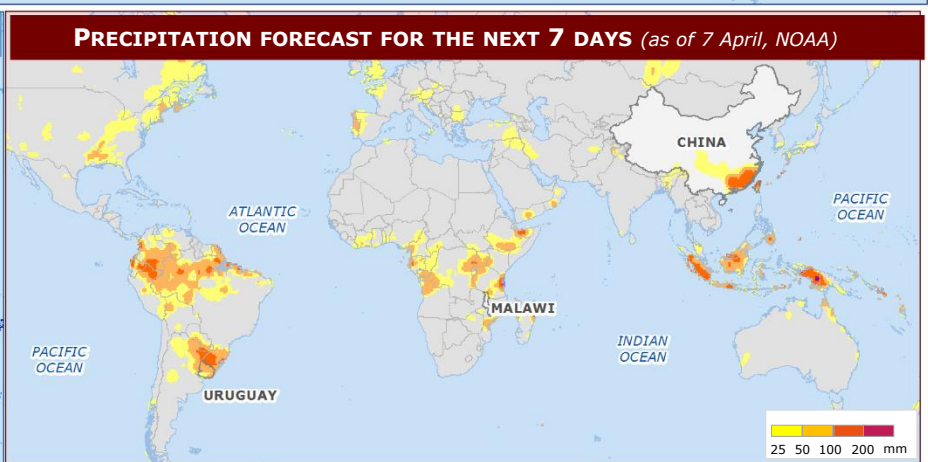 PRECIPITATION FORECAST FOR THE NEXT 7 DAYS (as of 7 April, NOAA)
CHINA
PACIFIC
OCEAN
ATLANTIC
OCEAN
MALAWI
INDIAN
OCEAN
PACIFIC
OCEAN
URUGUAY
25 50 100 200 mm